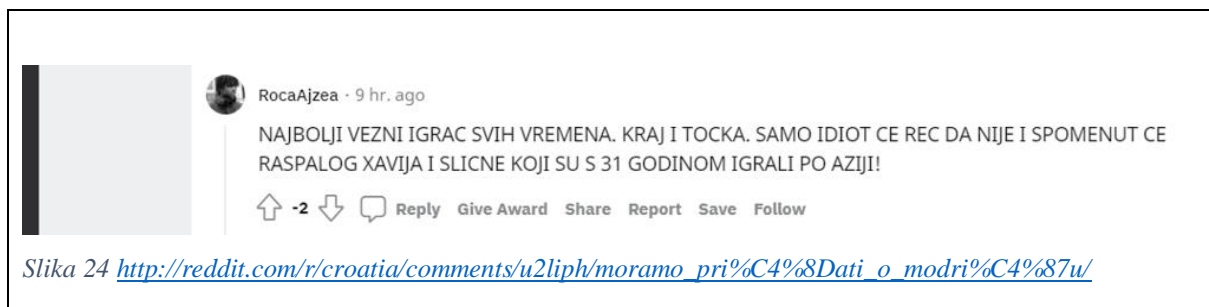 RocaAjzea · 9 hr. ago
NAJBOLJI VEZNI IGRAC SVIH VREMENA. KRAJ I TOCKA. SAMO IDIOT CE REC DA NIJE I SPOMENUT CE
RASPALOG XAVIJA I SLICNE KOJI SU S 31 GODINOM IGRALI PO AZIJI!
-2 Reply Give Award Share Report Save Follow
Slika 24 http://reddit.com/r/croatia/comments/u2liph/moramo_pri%C4%8Dati_o_modri%C4%87u/